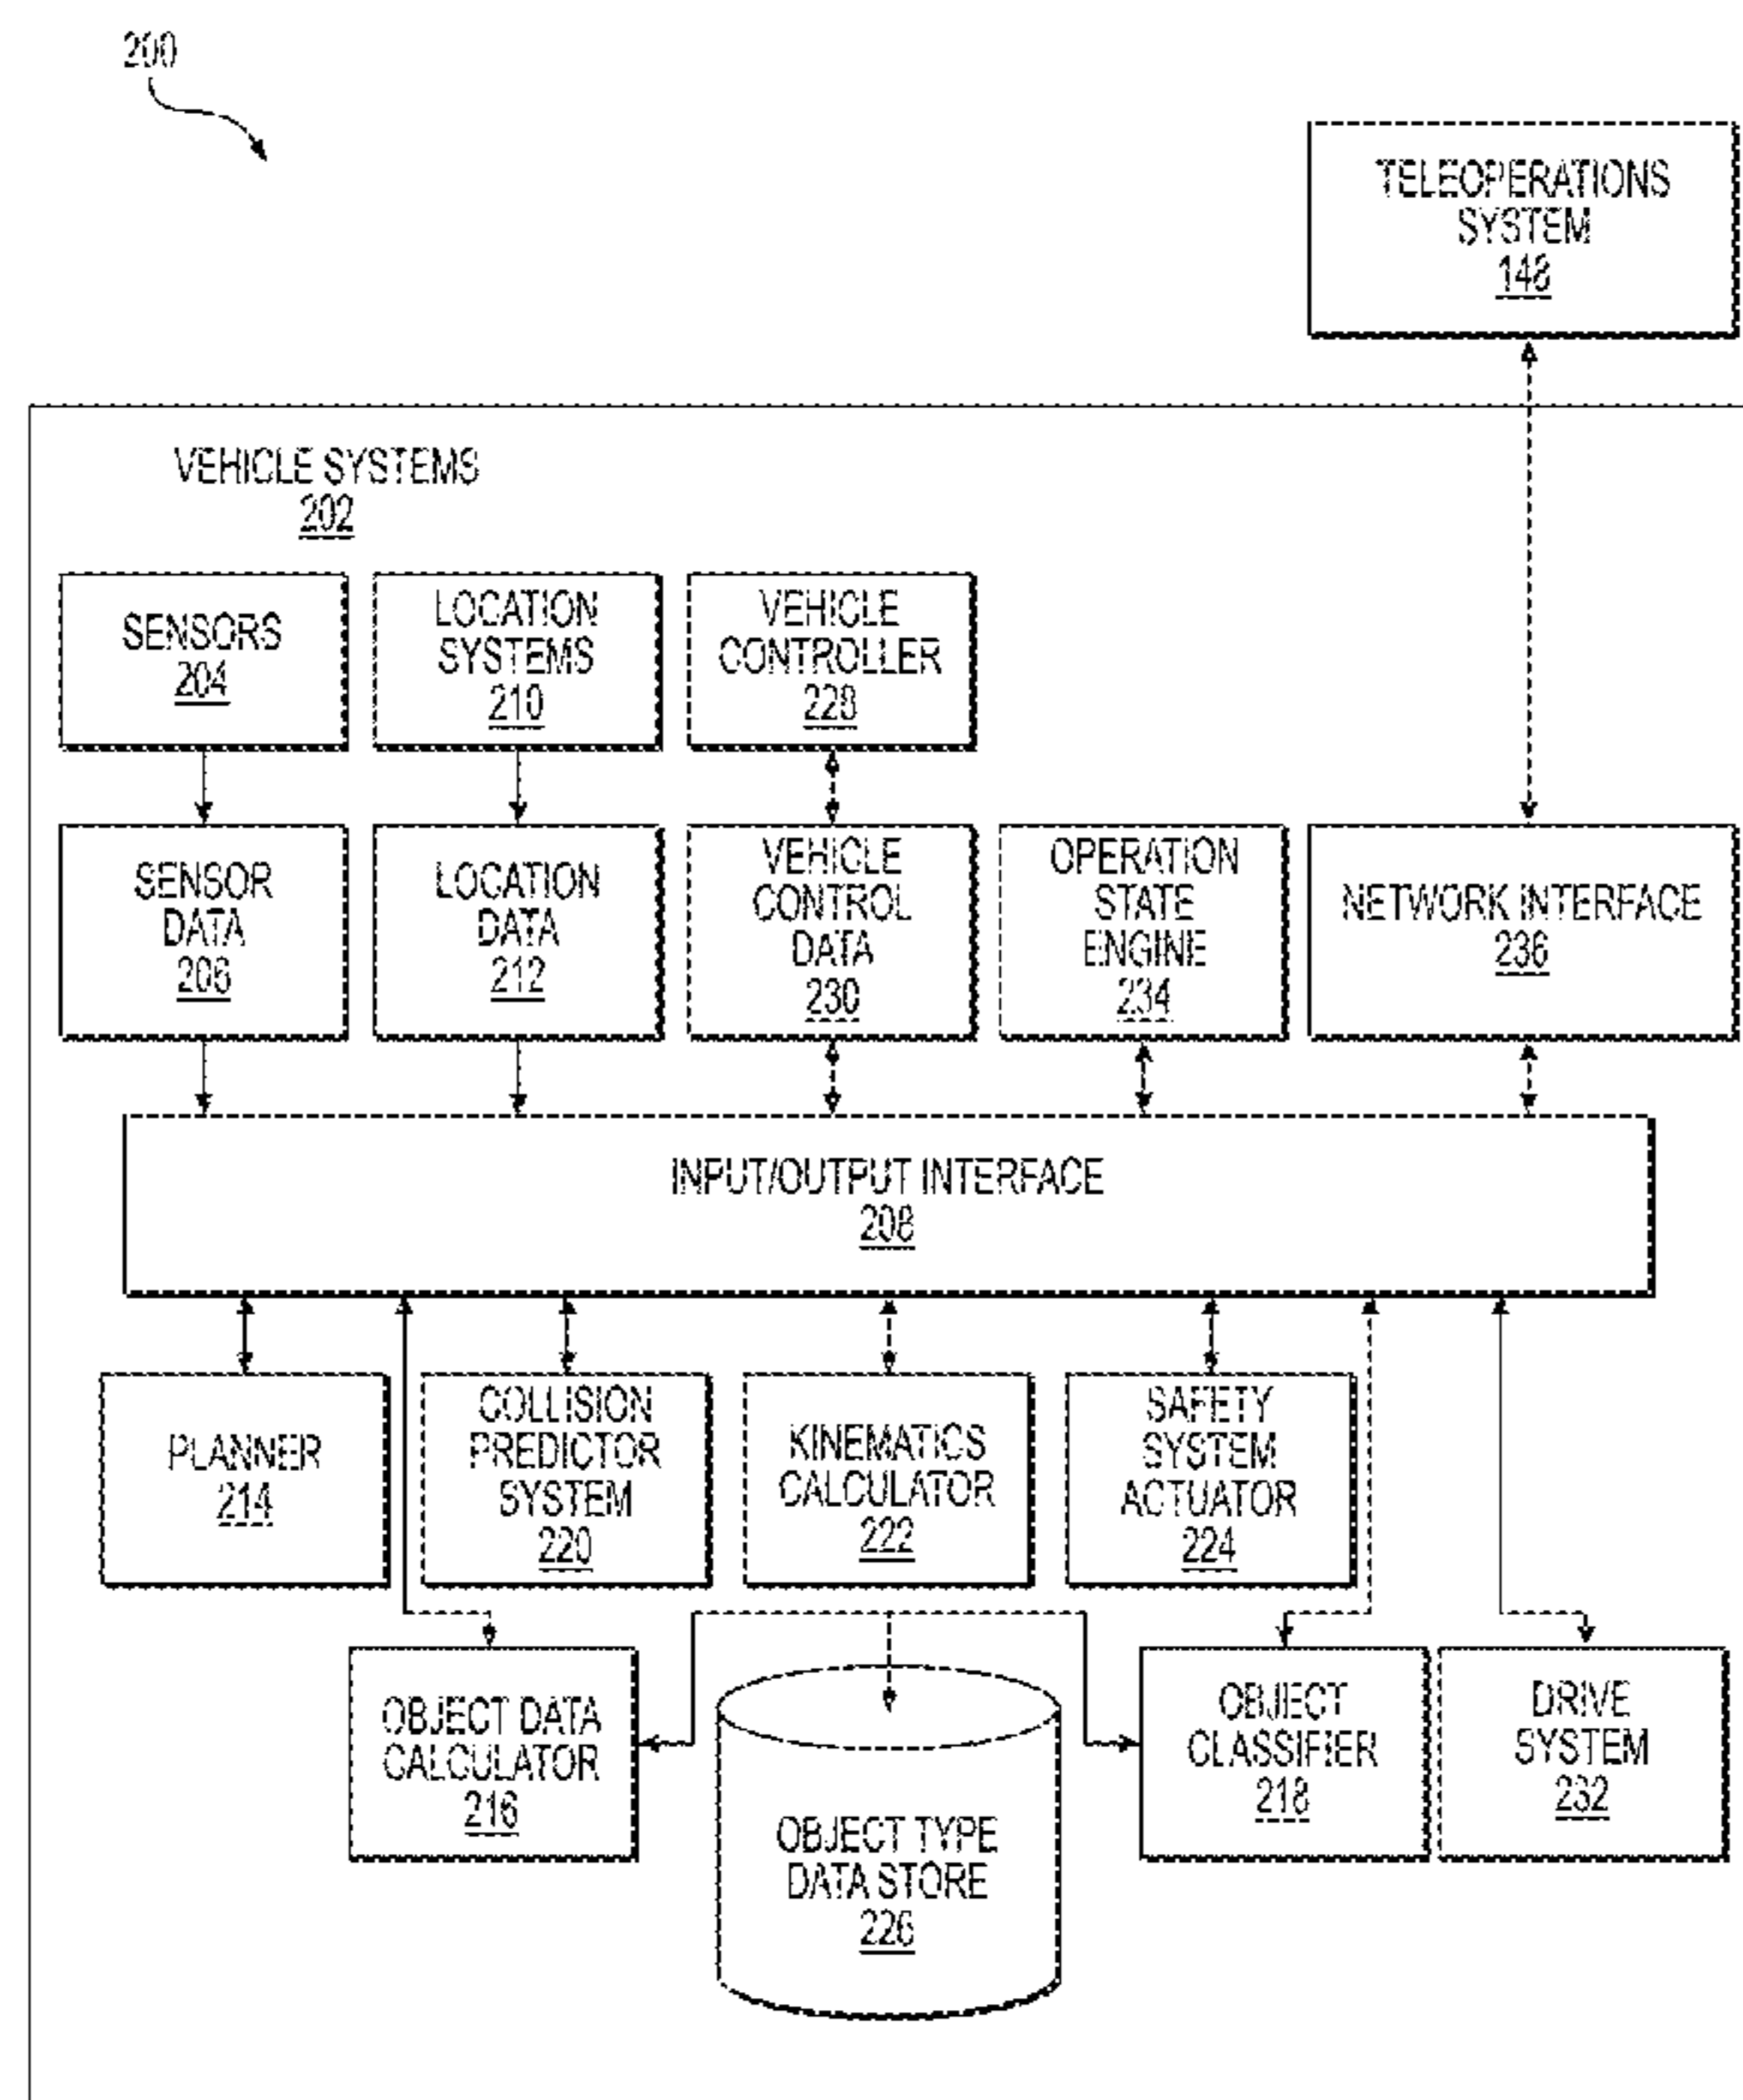 200
TELEOPERATIONS
SYSTEM
148
VEHICLE SYSTEMS
202
SENSORS
204
LOCATION
SYSTEMS
210
VEHICLE
CONTROLLER
228
SENSOR
DATA
206
LOCATION
DATA
212
VEHICLE
CONTROL
DATA
230
OPERATION
STATE
ENGINE
234
NETWORK INTERFACE
236
INPUT/OUTPUT INTERFACE
208
PLANNER
214
COLLISION
PREDICTOR
SYSTEM
220
KINEMATICS
CALCULATOR
222
SAFETY
SYSTEM
ACTUATOR
224
OBJECT DATA
CALCULATOR
216
OBJECT TYPE
DATA STORE
226
OBJECT
CLASSIFIER
218
DRIVE
SYSTEM
232